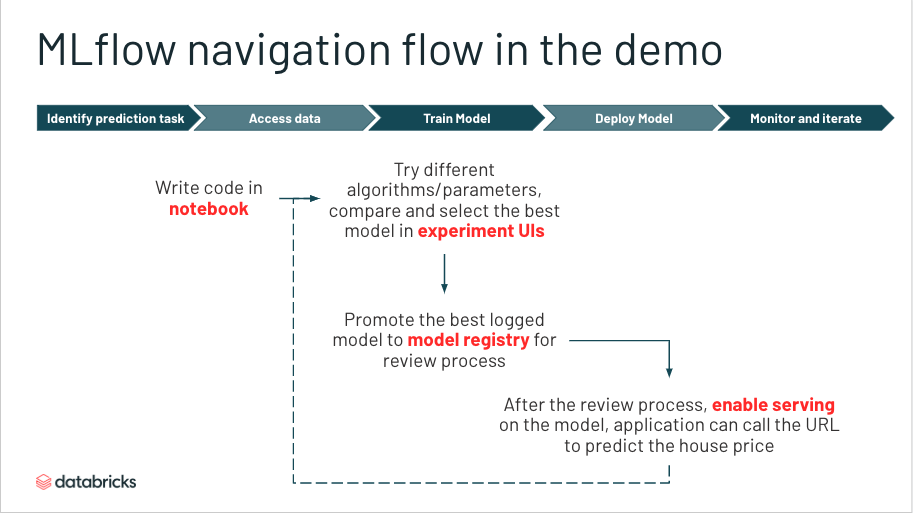 MLflow navigation flow in the demo
Identify prediction task
Access data
Train Model
Deploy Model
Monitor and iterate
Write code in
notebook
Try different
algorithms/parameters,
compare and select the best
model in experiment UIs
Promote the best logged
model to model registry for
review process
After the review process, enable serving
on the model, application can call the URL
to predict the house price
databricks